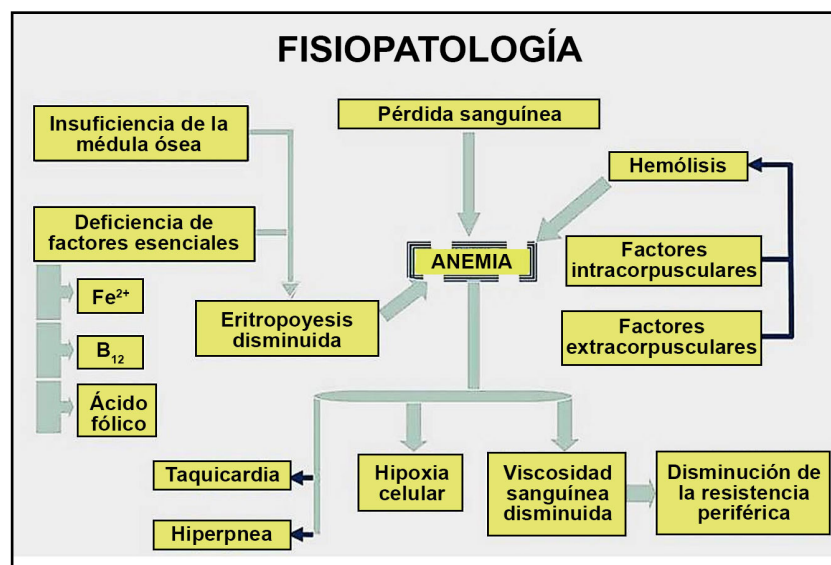 FISIOPATOLOGÍA
Insuficiencia de la
médula ósea
Pérdida sanguínea
Hemólisis
Deficiencia de
factores esenciales
ANEMIA
Factores
intracorpusculares
Fe²⁺
Eritropoyesis
disminuida
Factores
extracorpusculares
B₁₂
Ácido
fólico
Taquicardia
Hipoxia
celular
Viscosidad
sanguínea
disminuida
Disminución de
la resistencia
periférica
Hiperpnea